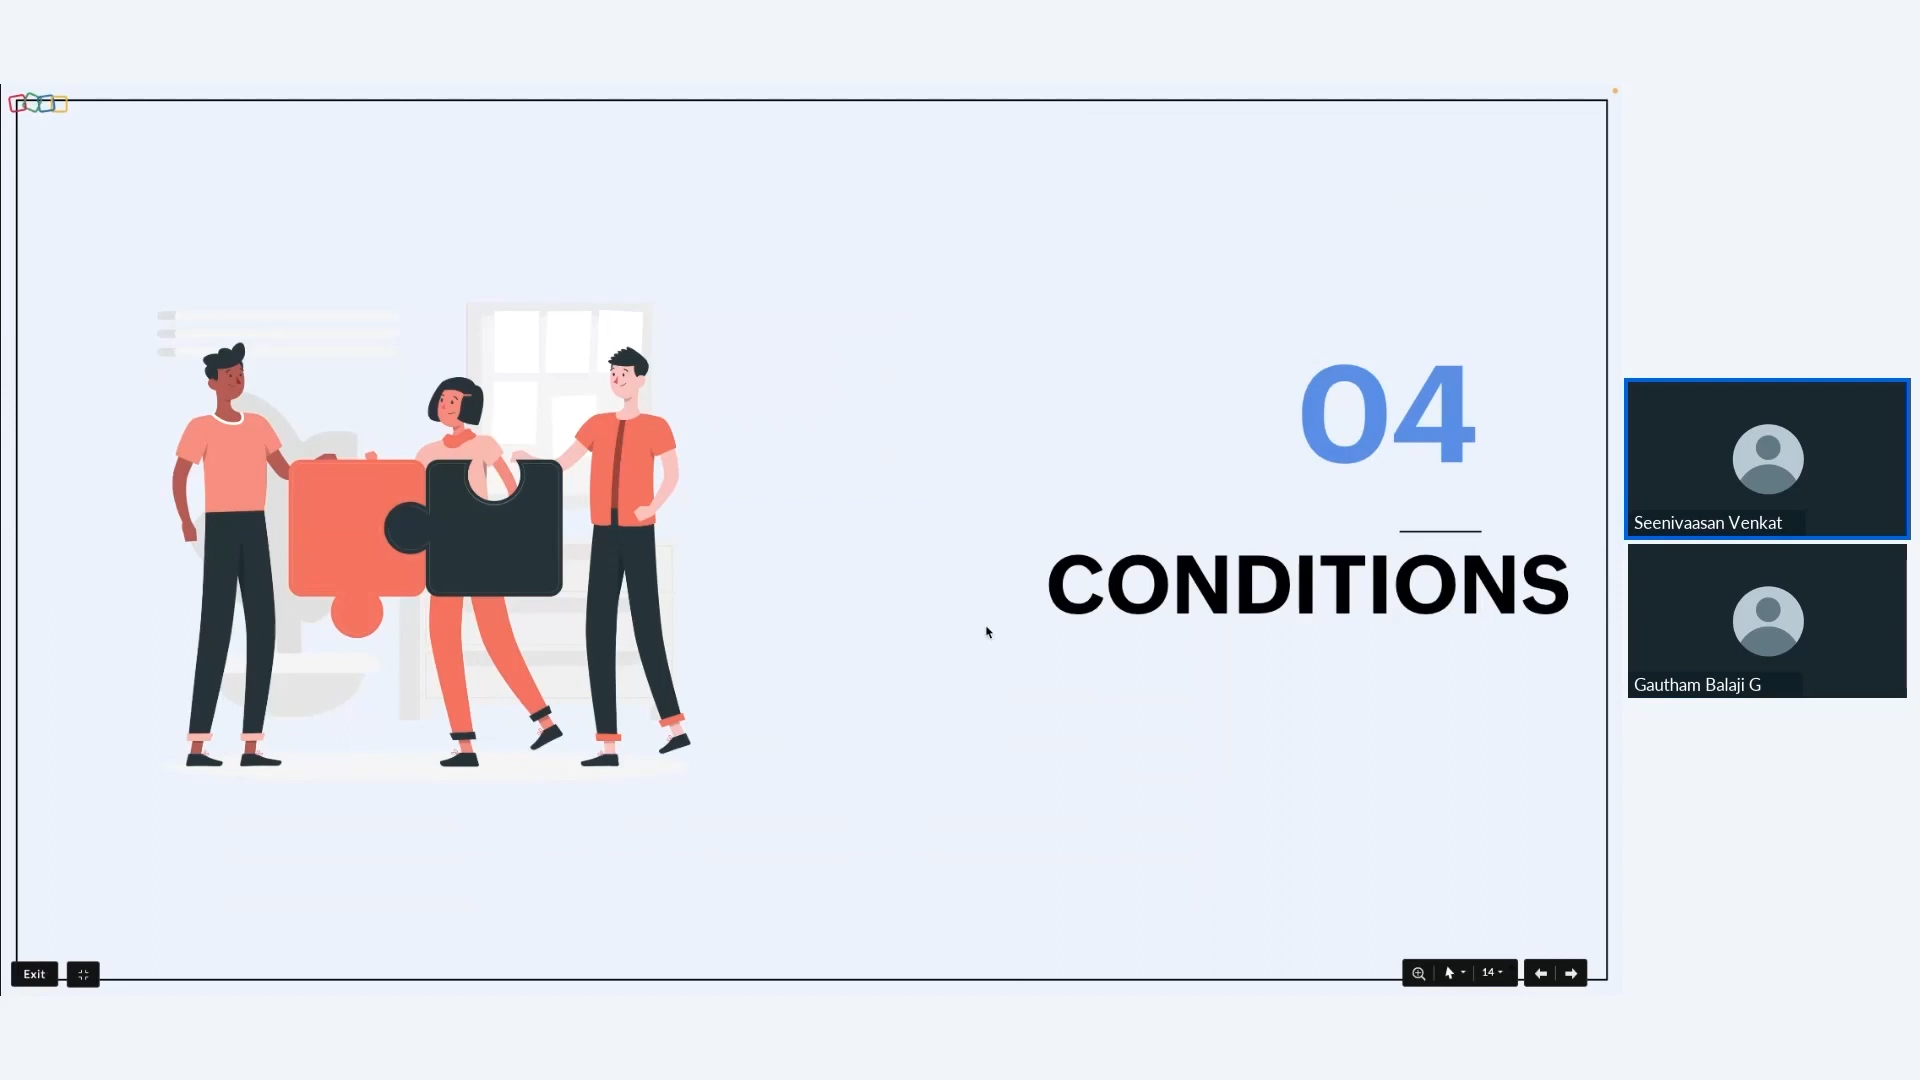 04
CONDITIONS
Seenivaasan Venkat
Gautham Balaji G
Exit
14